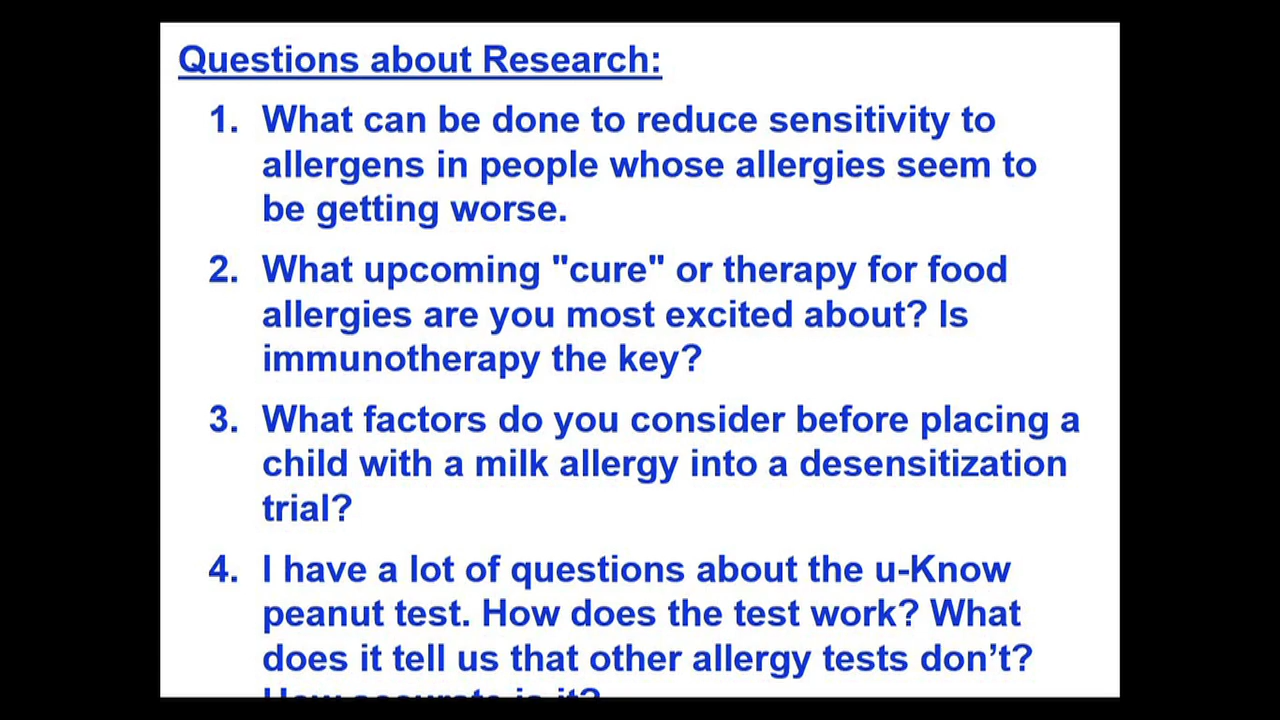 Questions about Research:
1. What can be done to reduce sensitivity to
allergens in people whose allergies seem to
be getting worse.
2. What upcoming "cure" or therapy for food
allergies are you most excited about? Is
immunotherapy the key?
3. What factors do you consider before placing a
child with a milk allergy into a desensitization
trial?
4. I have a lot of questions about the u-Know
peanut test. How does the test work? What
does it tell us that other allergy tests don’t?
How accurate is it?